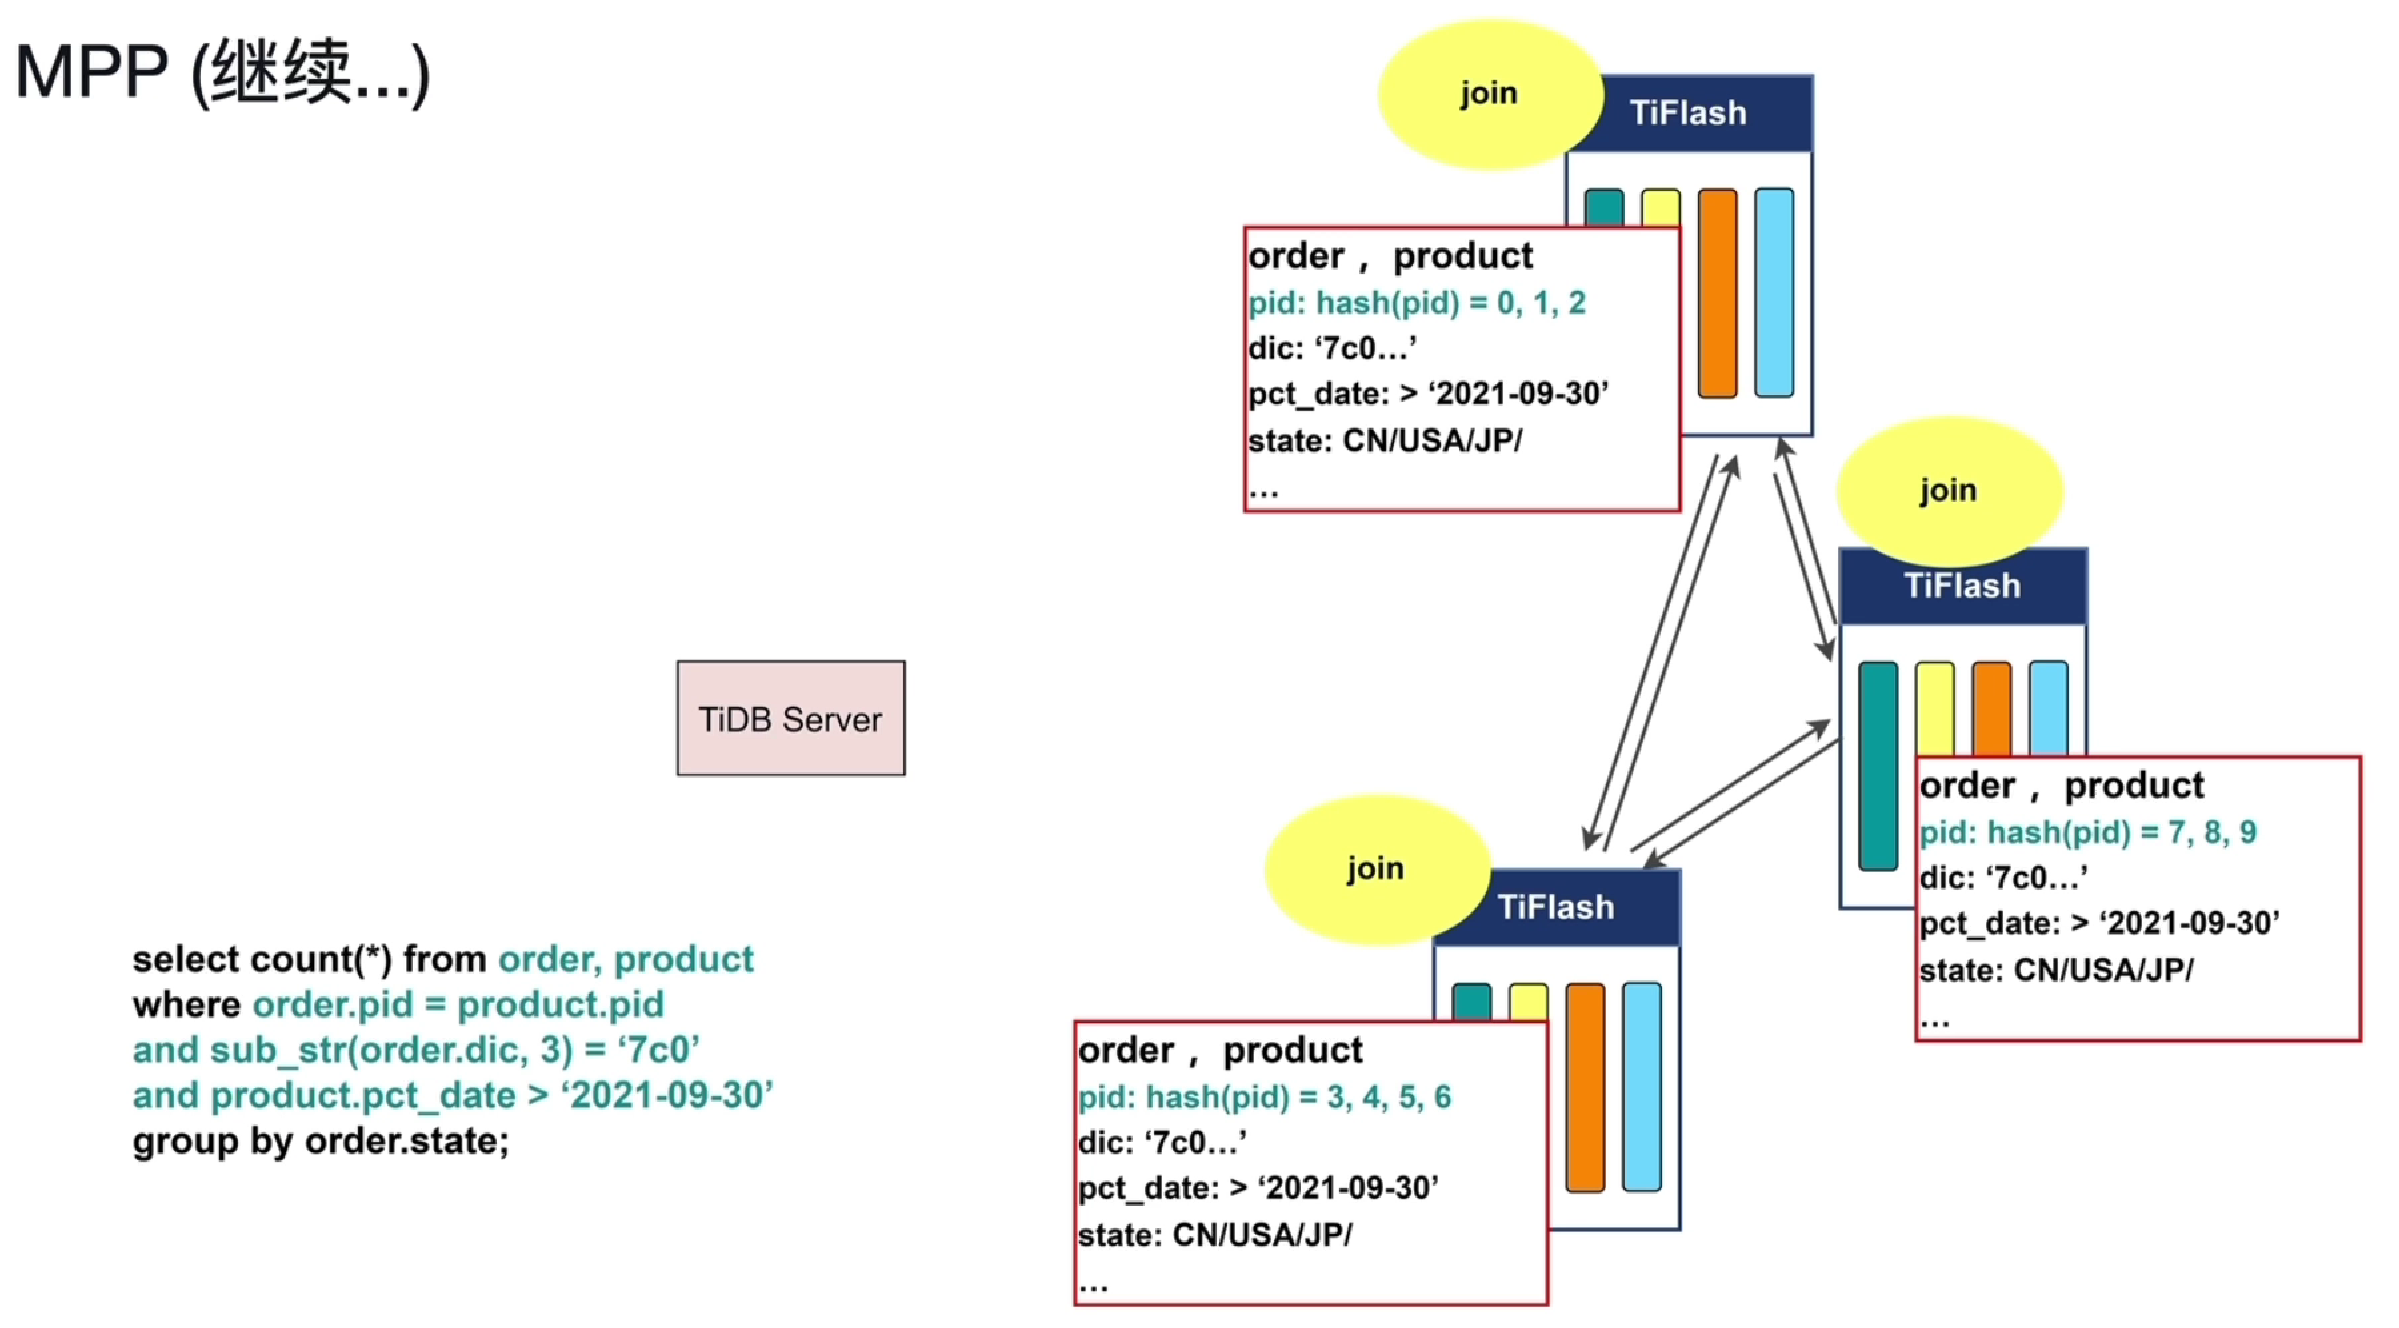 MPP (继续...)
join
TiFlash
order ,  product
pid: hash(pid) = 0, 1, 2
dic: ‘7c0...’
pct_date: > ‘2021-09-30’
state: CN/USA/JP/
...
join
TiFlash
order ,  product
pid: hash(pid) = 7, 8, 9
dic: ‘7c0...’
pct_date: > ‘2021-09-30’
state: CN/USA/JP/
...
TiDB Server
join
TiFlash
order ,  product
pid: hash(pid) = 3, 4, 5, 6
dic: ‘7c0...’
pct_date: > ‘2021-09-30’
state: CN/USA/JP/
...
select count(*) from order, product
where order.pid = product.pid
and sub_str(order.dic, 3) = ‘7c0’
and product.pct_date > ‘2021-09-30’
group by order.state;